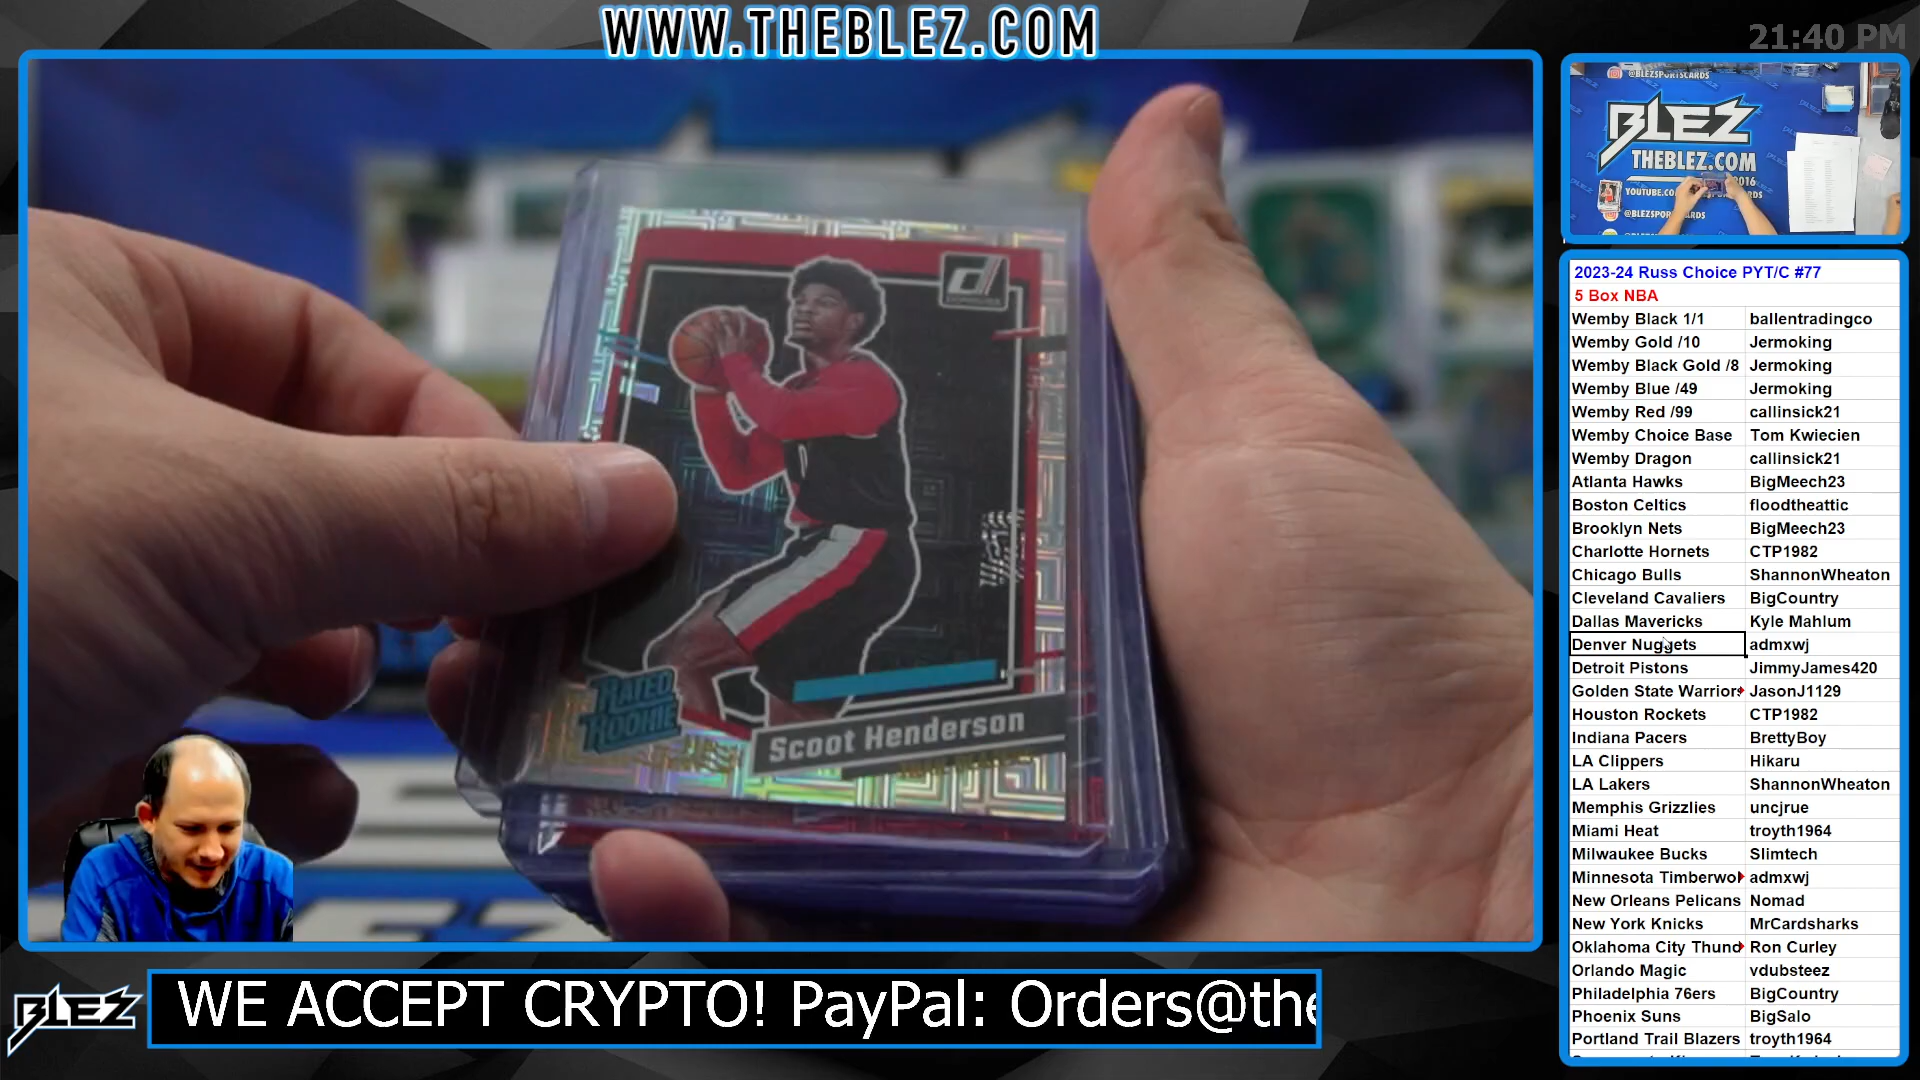 WWW.THEBLEZ.COM
21:40 PM
@BLEZSPORTSCARDS
BLEZ
THEBLEZ.COM
2016
DONRUSS
RATED
ROOKIE
Scoot Henderson
2023-24 Russ Choice PYT/C #77
5 Box NBA
Wemby Black 1/1 ballentradingco
Wemby Gold /10 Jermoking
Wemby Black Gold /8 Jermoking
Wemby Blue /49 Jermoking
Wemby Red /99 callinsick21
Wemby Choice Base Tom Kwiecien
Wemby Dragon callinsick21
Atlanta Hawks BigMeech23
Boston Celtics floodtheattic
Brooklyn Nets BigMeech23
Charlotte Hornets CTP1982
Chicago Bulls ShannonWheaton
Cleveland Cavaliers BigCountry
Dallas Mavericks Kyle Mahlum
Denver Nuggets admxwj
Detroit Pistons JimmyJames420
Golden State Warriors JasonJ1129
Houston Rockets CTP1982
Indiana Pacers BrettyBoy
LA Clippers Hikaru
LA Lakers ShannonWheaton
Memphis Grizzlies uncjrue
Miami Heat troyth1964
Milwaukee Bucks Slimtech
Minnesota Timberwol admxwj
New Orleans Pelicans Nomad
New York Knicks MrCardsharks
Oklahoma City Thund Ron Curley
Orlando Magic vdubsteez
Philadelphia 76ers BigCountry
Phoenix Suns BigSalo
Portland Trail Blazers troyth1964
BLEZ
WE ACCEPT CRYPTO! PayPal: Orders@the